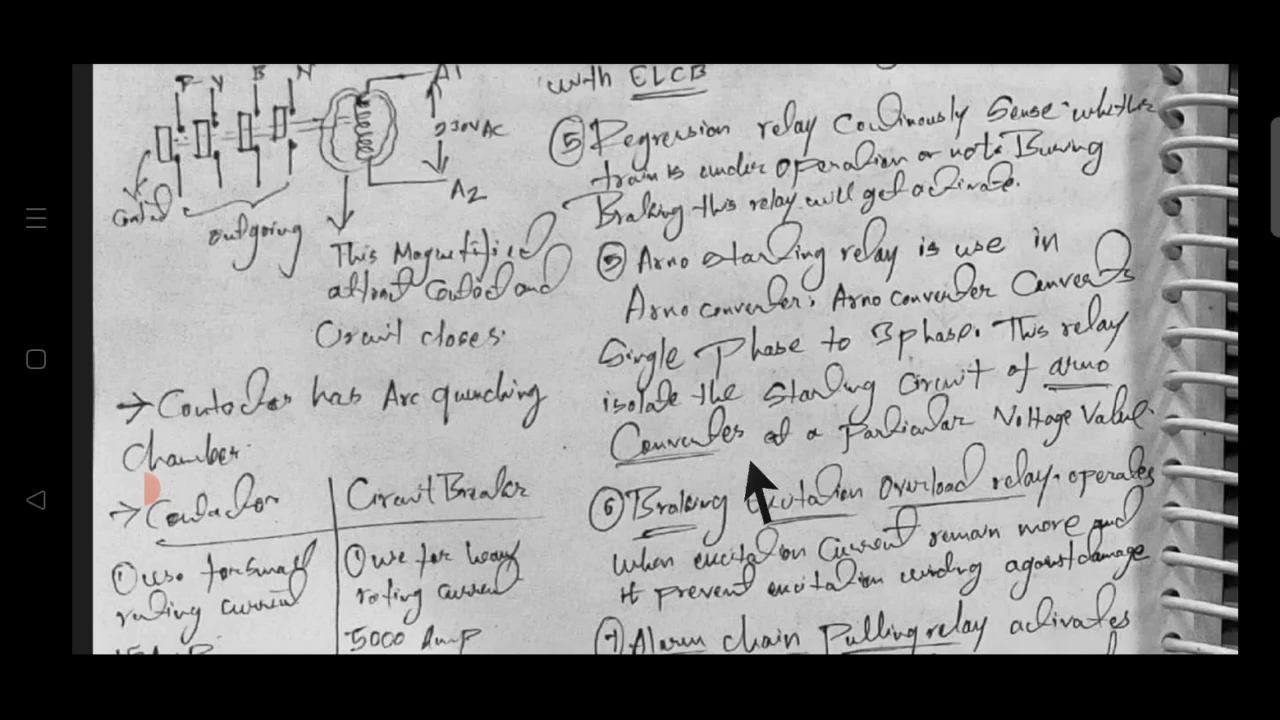 R Y B N
A1
230V AC
A2
Contact
outgoing
This Magnetified
attract Contact and
Circuit closes.
→ Contactor has Arc quenching
Chamber.
→ Contactor
Circuit Breaker
① use for small
rating current
① use for heavy
rating current
5000 Amp
with ELCB
⑤ Regression relay Continously Sense whether
train is under operation or not. During
Braking this relay will get activate.
⑤ Arno starting relay is use in
Arno converter. Arno converter Converts
Single Phase to 3 phase. This relay
isolate the Starting Circuit of arno
Converter at a particular Voltage Value.
⑥ Braking excitation Overload relay. operates
When excitation Current remain more and
it prevent excitation winding against damage
⑦ Alarm chain Pulling relay activates